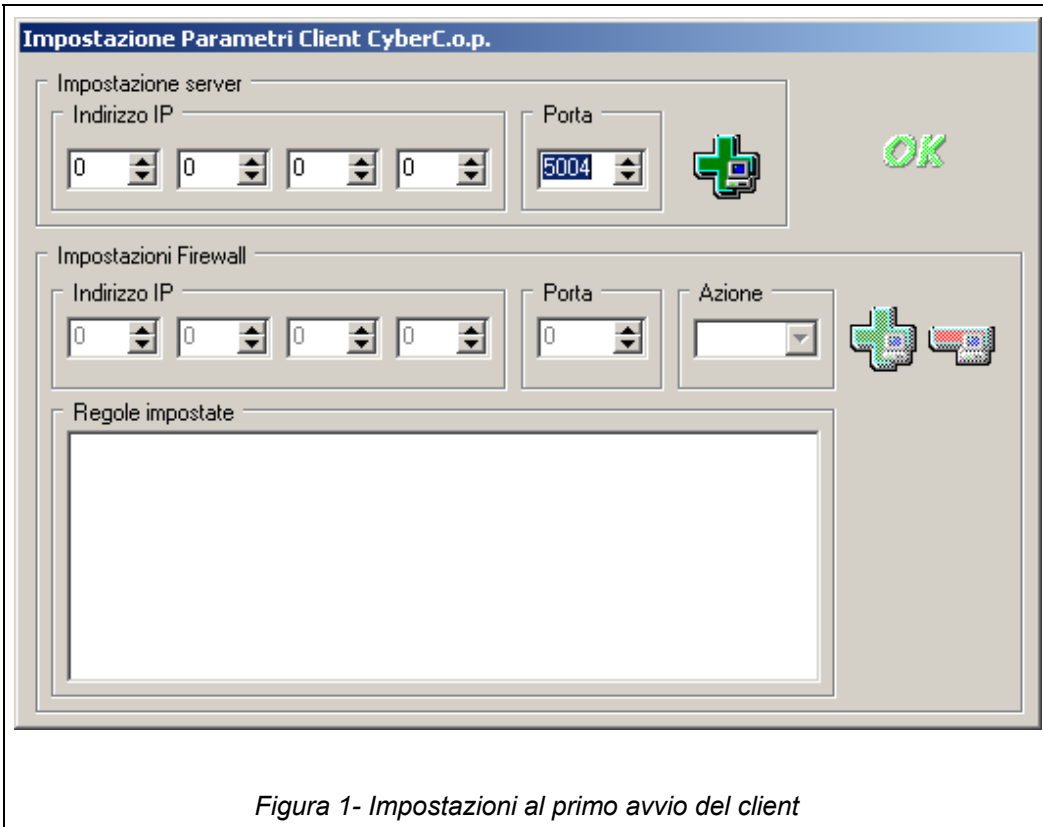 Impostazione Parametri Client CyberC.o.p.
Impostazione server
Indirizzo IP Porta
0 0 0 0 5004 OK
Impostazioni Firewall
Indirizzo IP Porta Azione
0 0 0 0 0
Regole impostate
Figura 1- Impostazioni al primo avvio del client